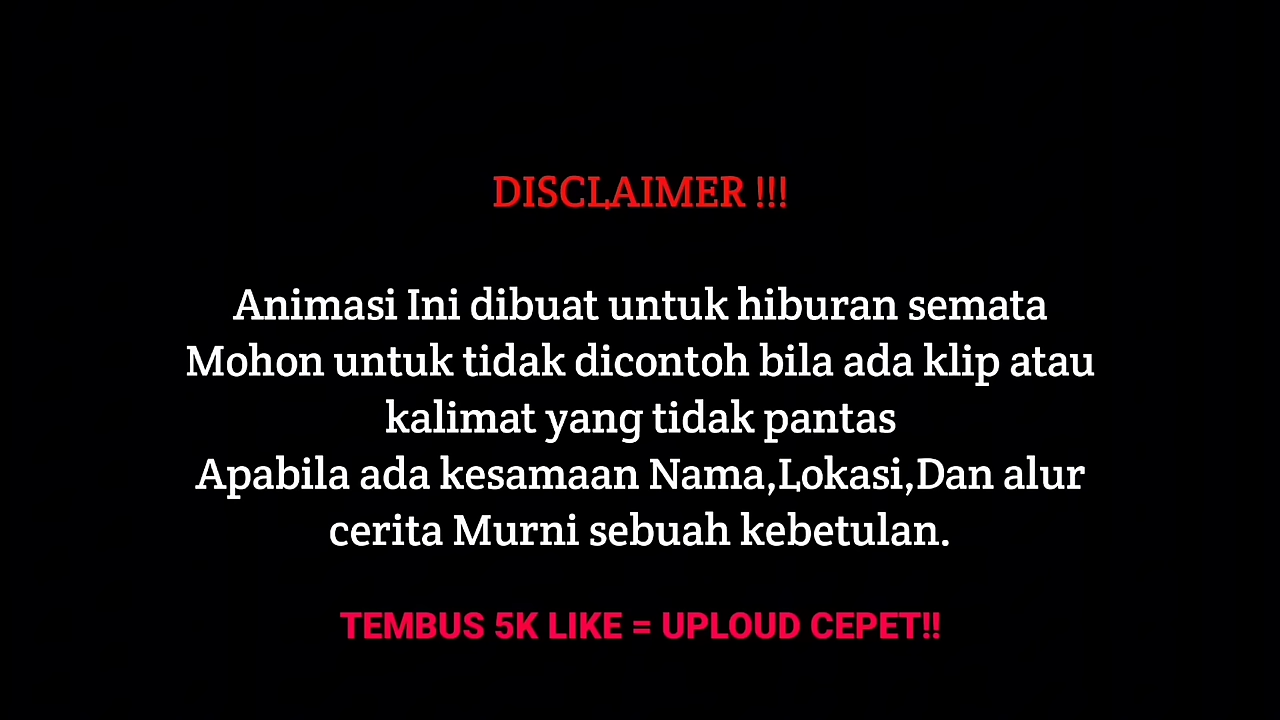 DISCLAIMER !!!
Animasi Ini dibuat untuk hiburan semata
Mohon untuk tidak dicontoh bila ada klip atau
kalimat yang tidak pantas
Apabila ada kesamaan Nama,Lokasi,Dan alur
cerita Murni sebuah kebetulan.
TEMBUS 5K LIKE = UPLOUD CEPET!!